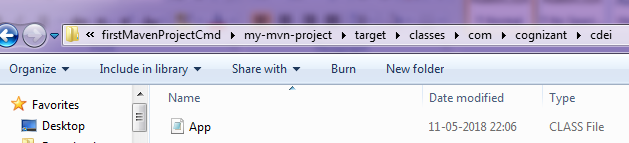 « firstMavenProjectCmd ▸ my-mvn-project ▸ target ▸ classes ▸ com ▸ cognizant ▸ cdei
Organize Include in library Share with Burn New folder
Favorites
Desktop
Name Date modified Type
App 11-05-2018 22:06 CLASS File